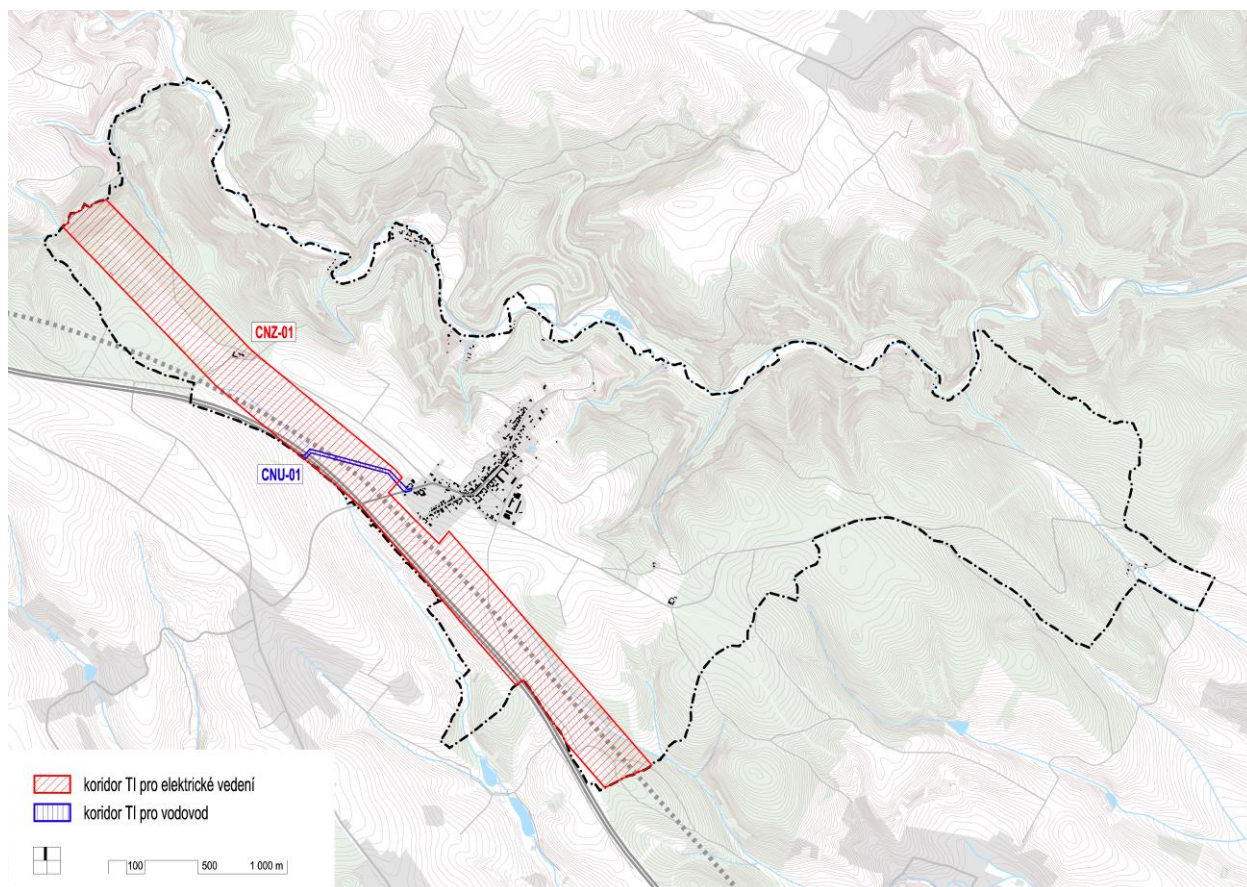 CNZ-01
CNU-01
koridor TI pro elektrické vedení
koridor TI pro vodovod
100 500 1 000 m